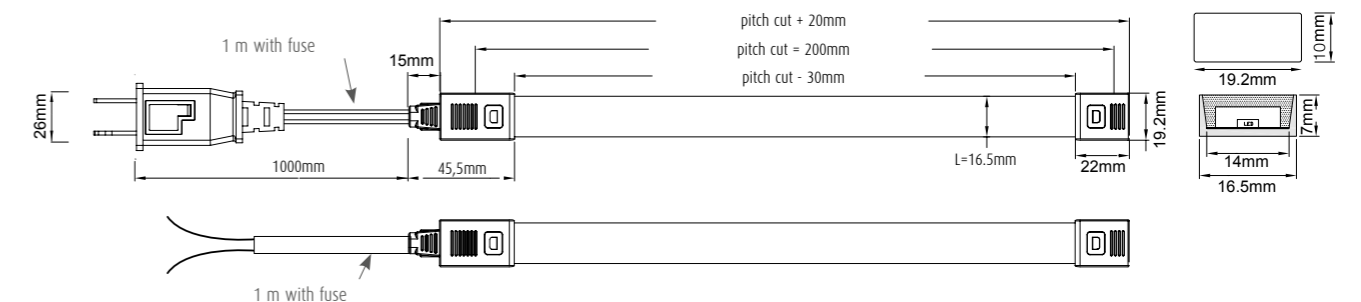 pitch cut + 20mm
1 m with fuse
pitch cut = 200mm
15mm
pitch cut - 30mm
26mm
1000mm
45,5mm
L=16.5mm
22mm
19.2mm
10mm
19.2mm
LED
7mm
14mm
16.5mm
1 m with fuse